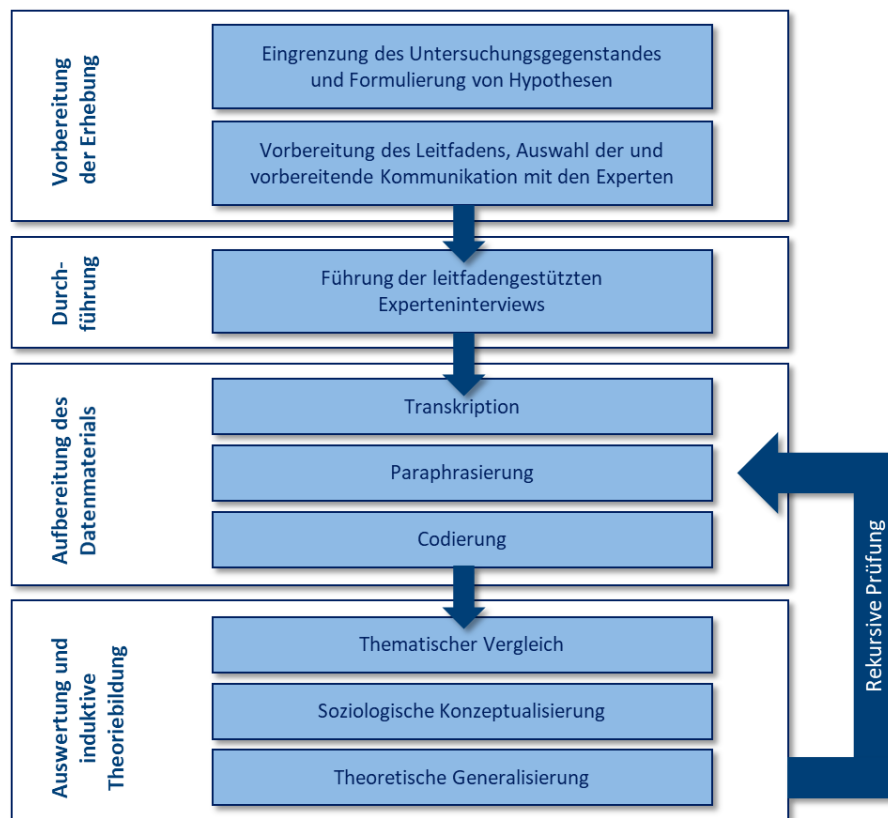 Vorbereitung
der Erhebung
Eingrenzung des Untersuchungsgegenstandes
und Formulierung von Hypothesen
Vorbereitung des Leitfadens, Auswahl der und
vorbereitende Kommunikation mit den Experten
Durch-
führung
Führung der leitfadengestützten
Experteninterviews
Aufbereitung des
Datenmaterials
Transkription
Paraphrasierung
Codierung
Auswertung und
induktive
Theoriebildung
Thematischer Vergleich
Soziologische Konzeptualisierung
Theoretische Generalisierung
Rekursive Prüfung